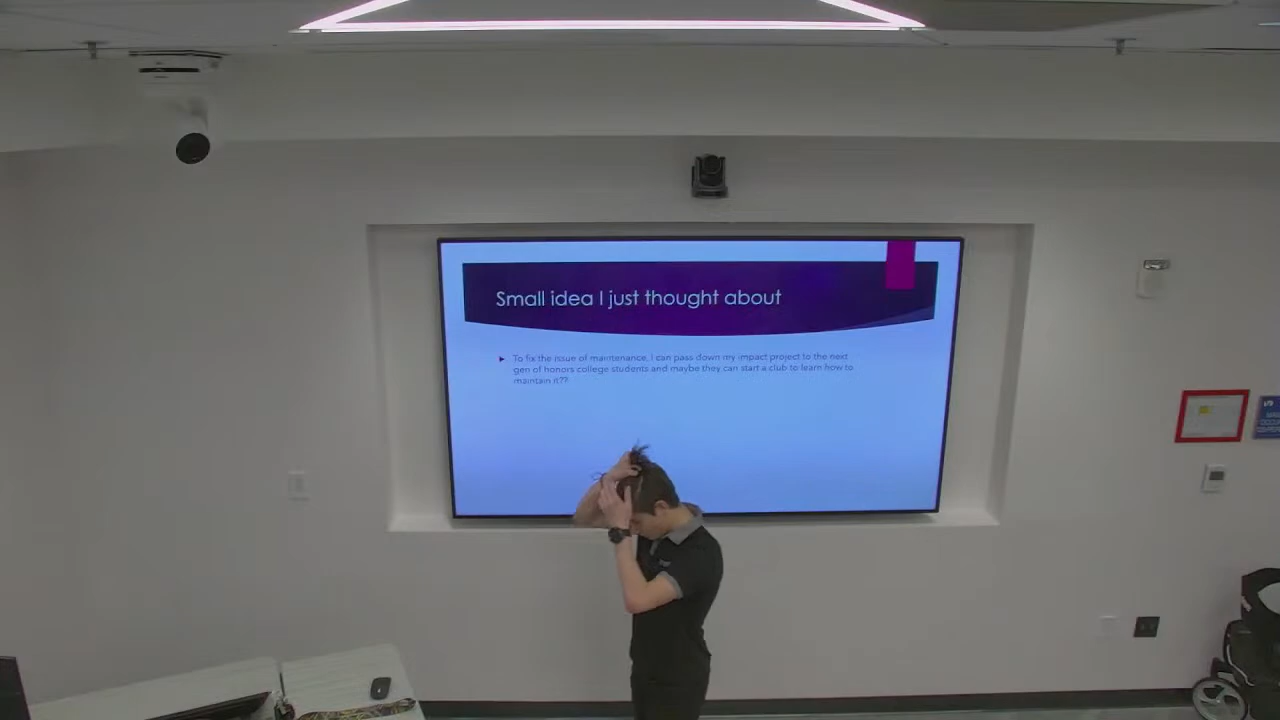 Small idea I just thought about
To fix the issue of maintenance, I can pass down my impact project to the next
gen of honors college students and maybe they can start a club to learn how to
maintain it??